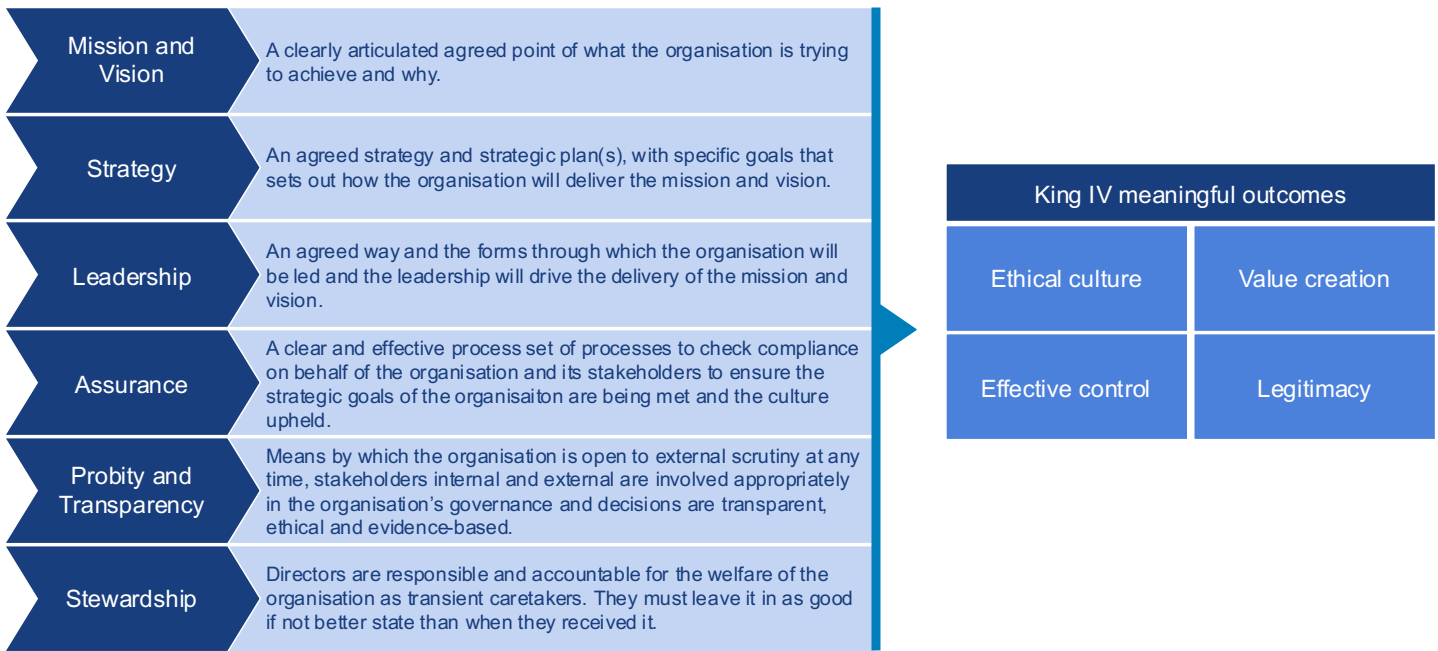 Mission and
Vision
A clearly articulated agreed point of what the organisation is trying
to achieve and why.
Strategy
An agreed strategy and strategic plan(s), with specific goals that
sets out how the organisation will deliver the mission and vision.
Leadership
An agreed way and the forms through which the organisation will
be led and the leadership will drive the delivery of the mission and
vision.
Assurance
A clear and effective process set of processes to check compliance
on behalf of the organisation and its stakeholders to ensure the
strategic goals of the organisaiton are being met and the culture
upheld.
Probity and
Transparency
Means by which the organisation is open to external scrutiny at any
time, stakeholders internal and external are involved appropriately
in the organisation’s governance and decisions are transparent,
ethical and evidence-based.
Stewardship
Directors are responsible and accountable for the welfare of the
organisation as transient caretakers. They must leave it in as good
if not better state than when they received it.
King IV meaningful outcomes
Ethical culture
Value creation
Effective control
Legitimacy